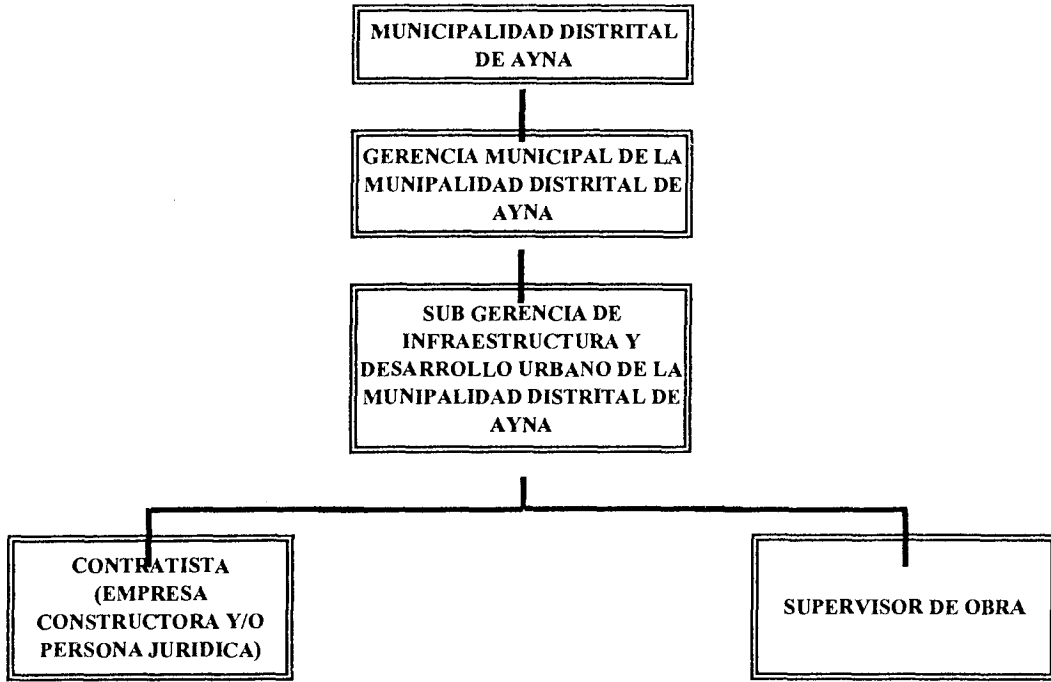 MUNICIPALIDAD DISTRITAL
DE AYNA
GERENCIA MUNICIPAL DE LA
MUNIPALIDAD DISTRITAL DE
AYNA
SUB GERENCIA DE
INFRAESTRUCTURA Y
DESARROLLO URBANO DE LA
MUNIPALIDAD DISTRITAL DE
AYNA
CONTRATISTA
(EMPRESA
CONSTRUCTORA Y/O
PERSONA JURIDICA)
SUPERVISOR DE OBRA